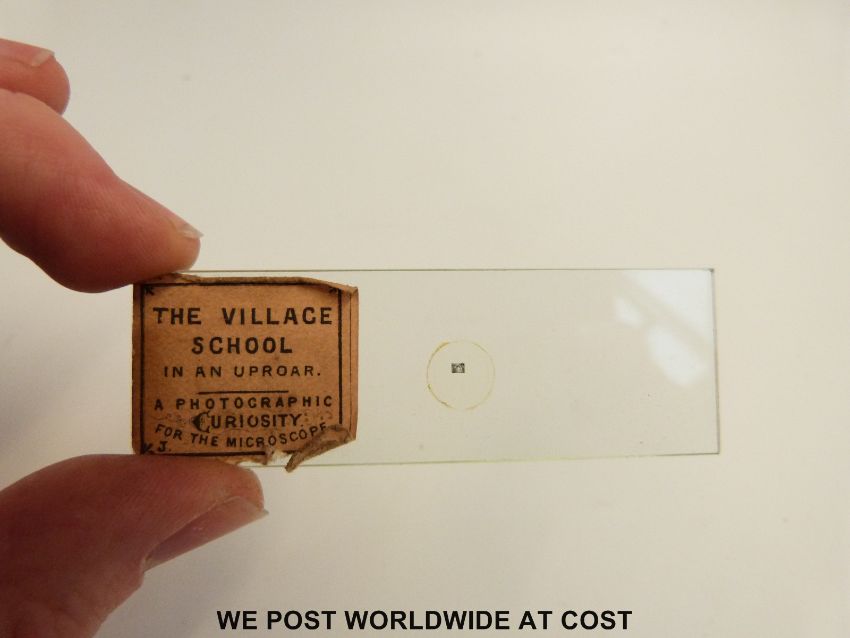 THE VILLAGE
SCHOOL
IN AN UPROAR.
A PHOTOGRAPHIC
CURIOSITY
FOR THE MICROSCOPE
J.
WE POST WORLDWIDE AT COST